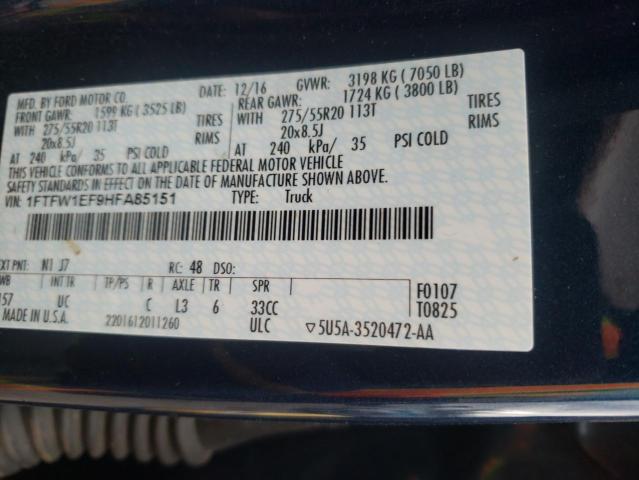 MFD. BY FORD MOTOR CO. DATE: 12/16 GVWR: 3198 KG ( 7050 LB)
FRONT GAWR: 1599 KG ( 3525 LB) REAR GAWR: 1724 KG ( 3800 LB)
WITH 275/55R20 113T TIRES WITH 275/55R20 113T TIRES
20x8.5J RIMS 20x8.5J RIMS
AT 240 kPa/ 35 PSI COLD AT 240 kPa/ 35 PSI COLD
THIS VEHICLE CONFORMS TO ALL APPLICABLE FEDERAL MOTOR VEHICLE
SAFETY STANDARDS IN EFFECT ON THE DATE OF MANUFACTURE SHOWN ABOVE.
VIN: 1FTFW1EF9HFA85151 TYPE: Truck
EXT PNT: N1 J7 RC: 48 DSO:
WB INT TR TP/PS R AXLE TR SPR F0107
157 UC C L3 6 33CC T0825
MADE IN U.S.A. 2201612011260 ULC ▽5U5A-3520472-AA